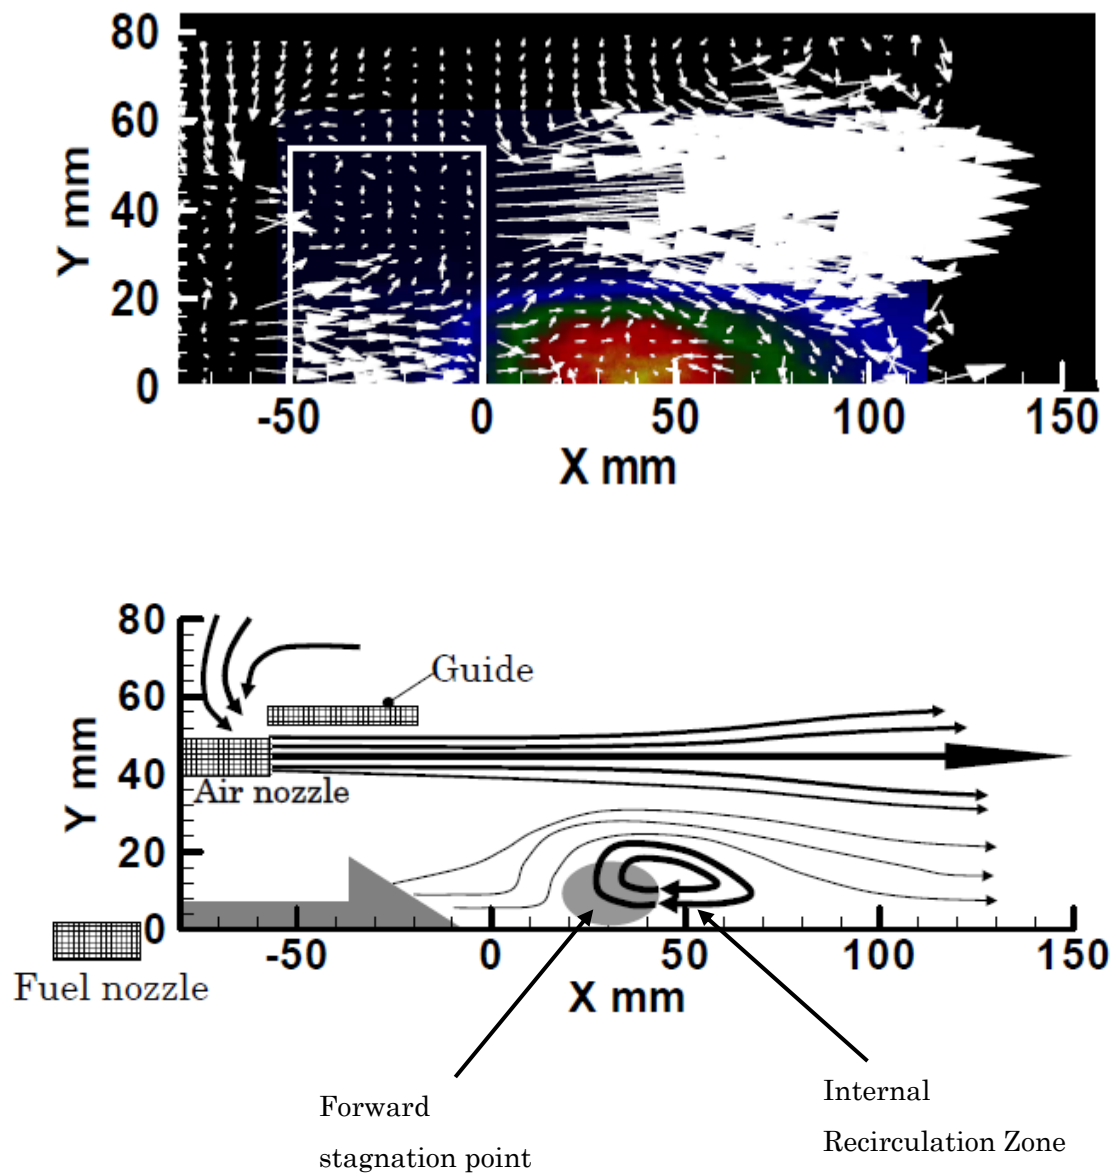 80
60
40
20
0
Y mm
-50 0 50 100 150
X mm
80
60
40
20
0
Y mm
Guide
Air nozzle
Fuel nozzle
-50 0 50 100 150
X mm
Forward
stagnation point
Internal
Recirculation Zone